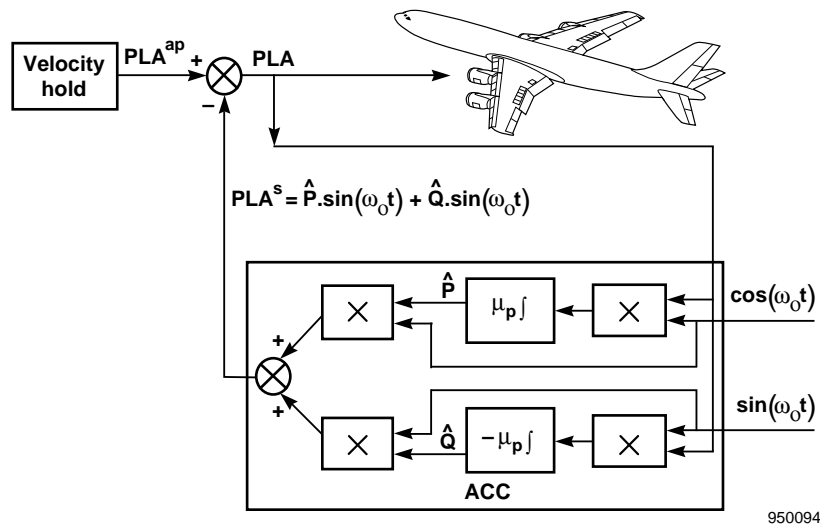 Velocity hold
PLA^ap
+
−
PLA
PLA^s = P̂.sin(ω₀t) + Q̂.sin(ω₀t)
P̂
×
μₚ∫
×
cos(ω₀t)
+
+
×
Q̂
−μₚ∫
×
sin(ω₀t)
ACC
950094